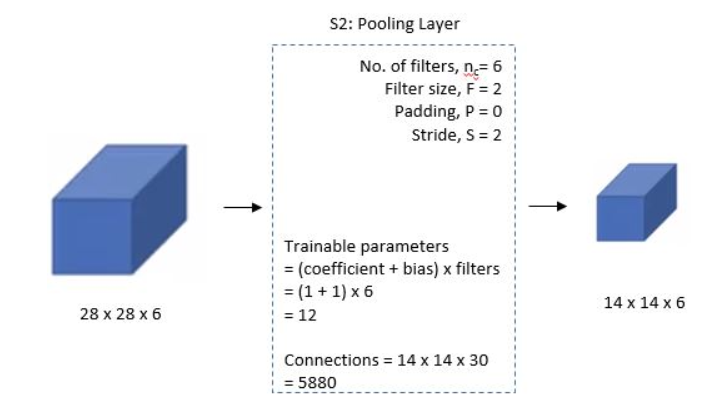 S2: Pooling Layer
No. of filters, nc= 6
Filter size, F = 2
Padding, P = 0
Stride, S = 2
28 x 28 x 6
Trainable parameters
= (coefficient + bias) x filters
= (1 + 1) x 6
= 12
Connections = 14 x 14 x 30
= 5880
14 x 14 x 6